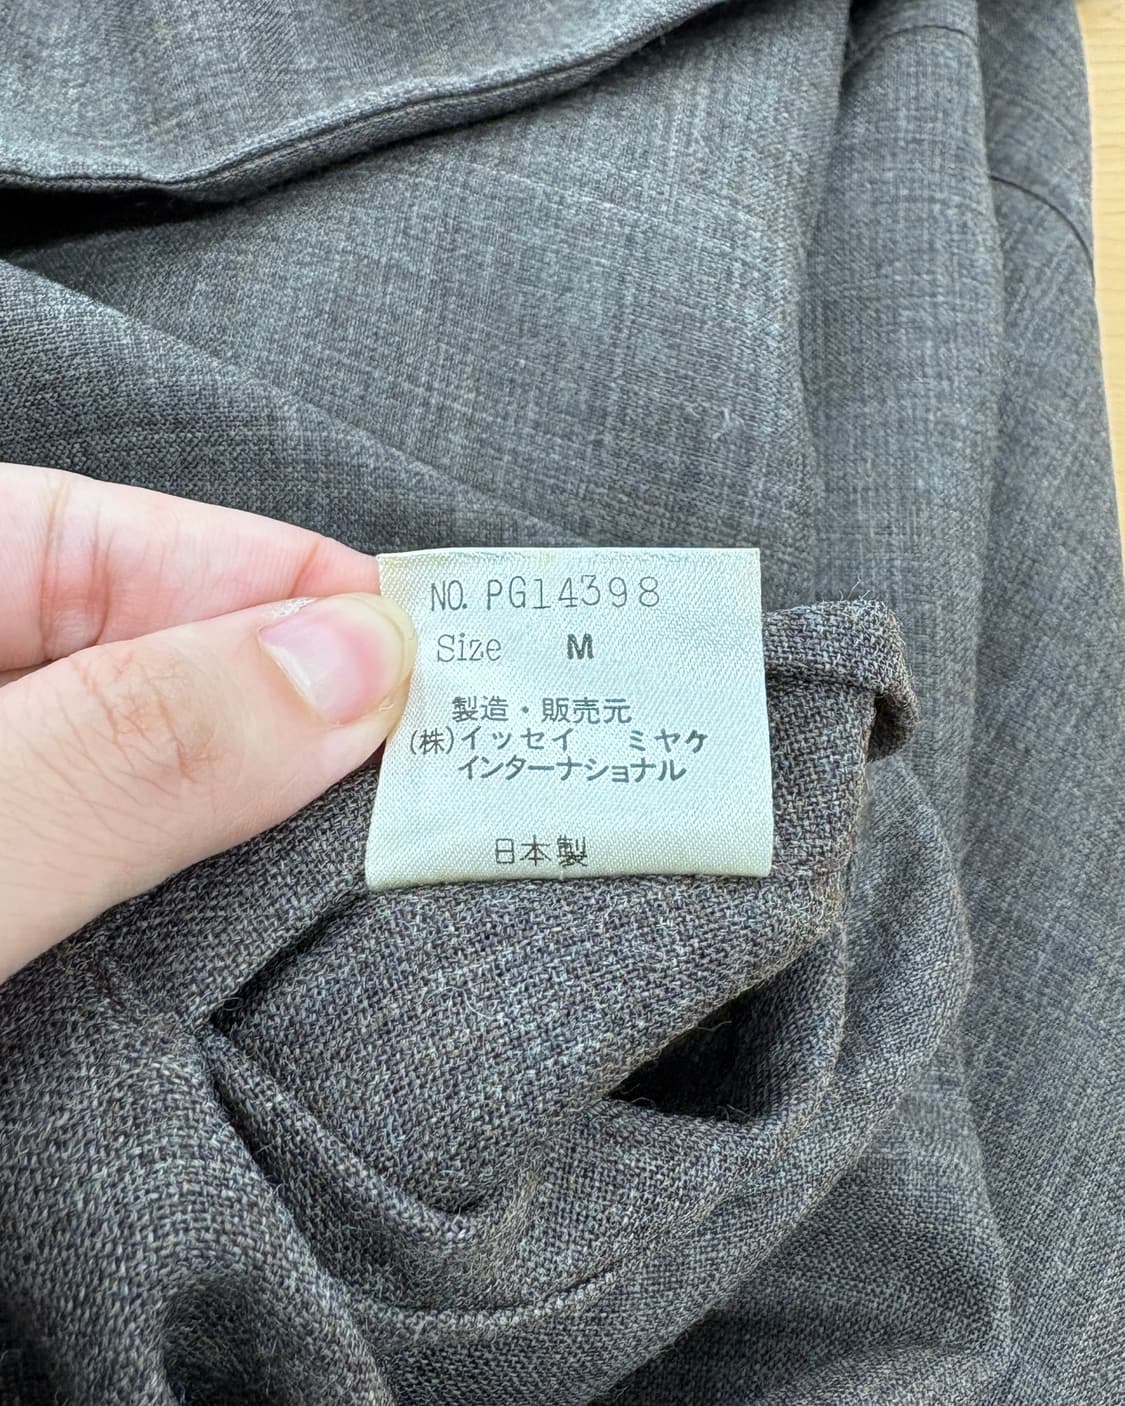 NO. PG14398
Size M
製造・販売元
(株)イッセイ ミヤケ
インターナショナル
日本製